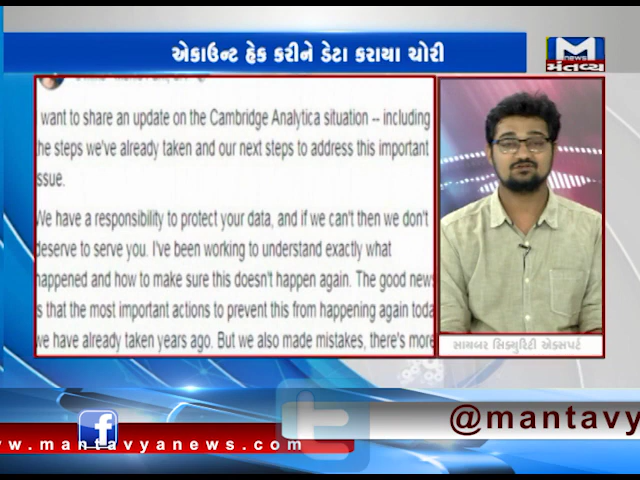 એકાઉન્ટ હેક કરીને ડેટા કરાયા ચોરી
M
news
મંતવ્ય
want to share an update on the Cambridge Analytica situation -- including
he steps we've already taken and our next steps to address this important
ssue.
We have a responsibility to protect your data, and if we can't then we don't
deserve to serve you. I've been working to understand exactly what
happened and how to make sure this doesn't happen again. The good news
s that the most important actions to prevent this from happening again toda
we have already taken years ago. But we also made mistakes, there's more
સાયબર સિક્યુરિટી એક્સપર્ટ
@mantavy
f
www.mantavyanews.com